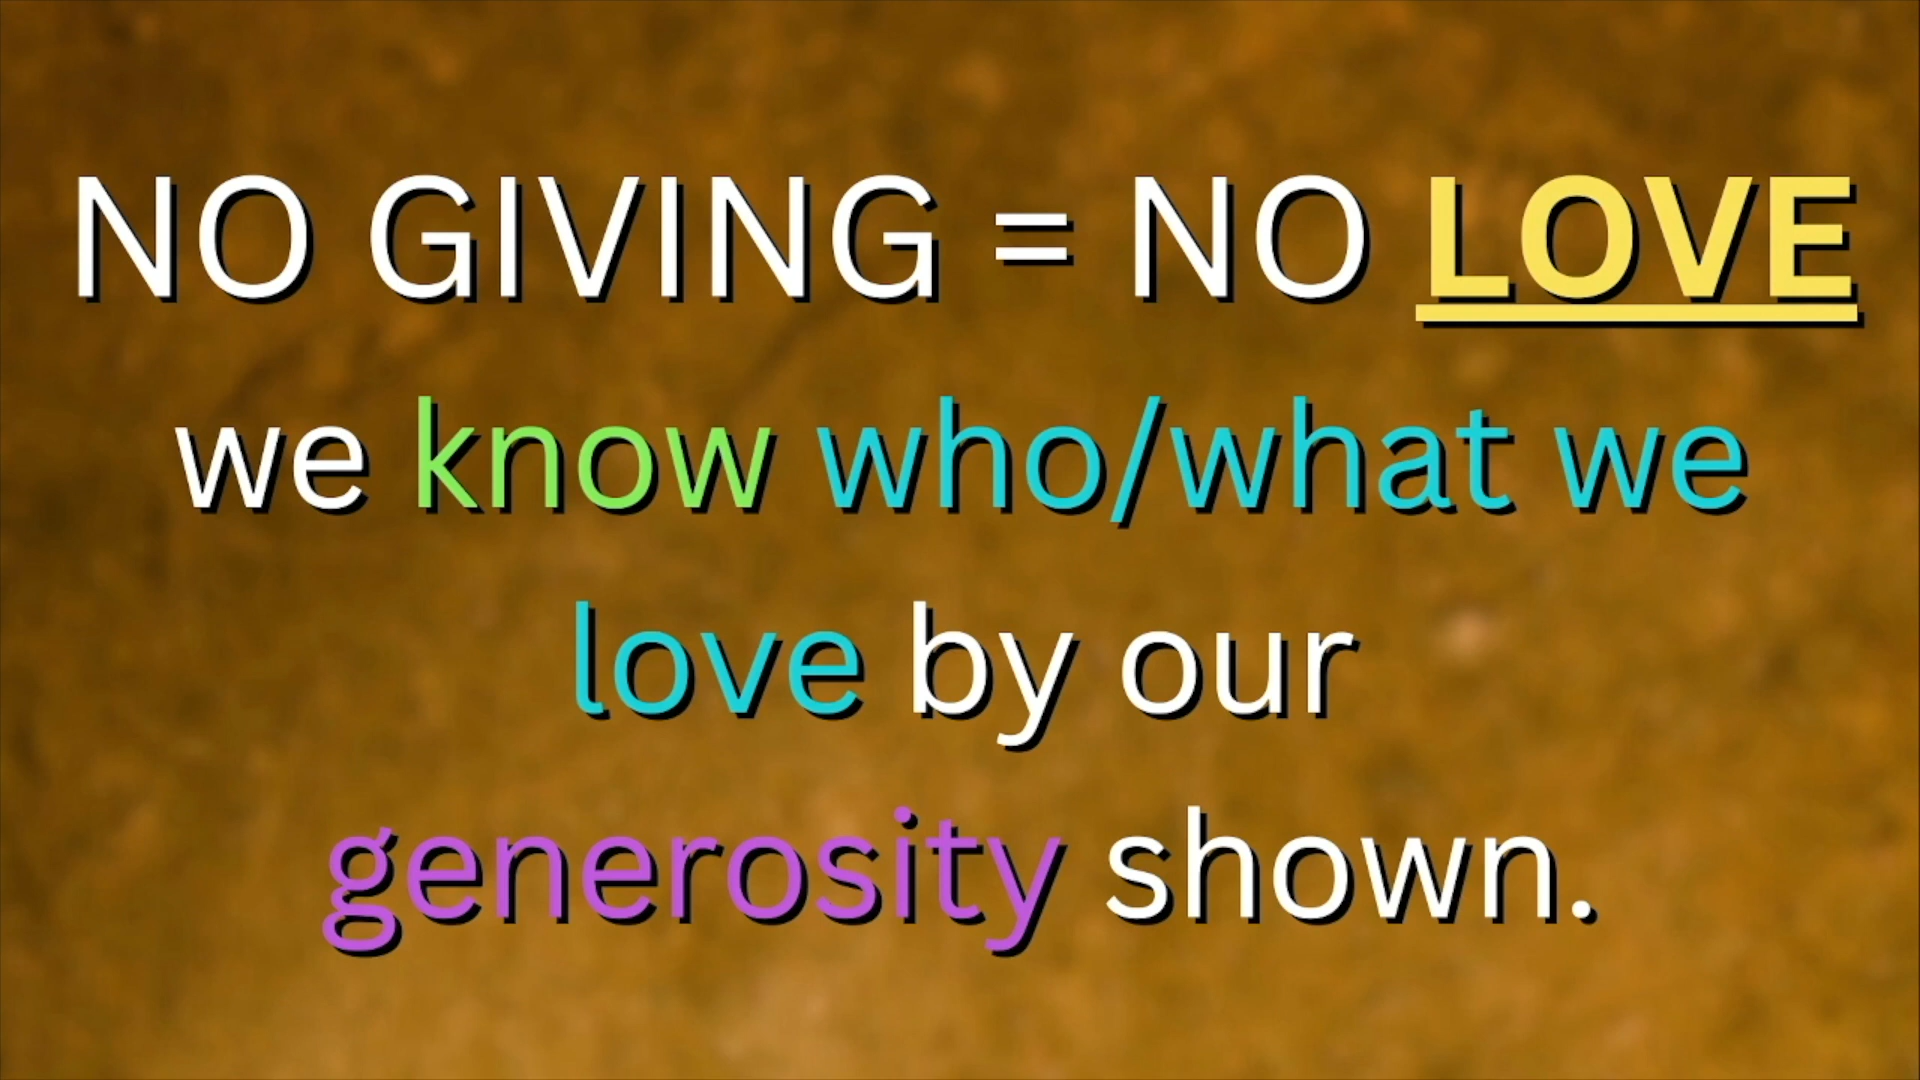 NO GIVING = NO LOVE
we know who/what we
love by our
generosity shown.